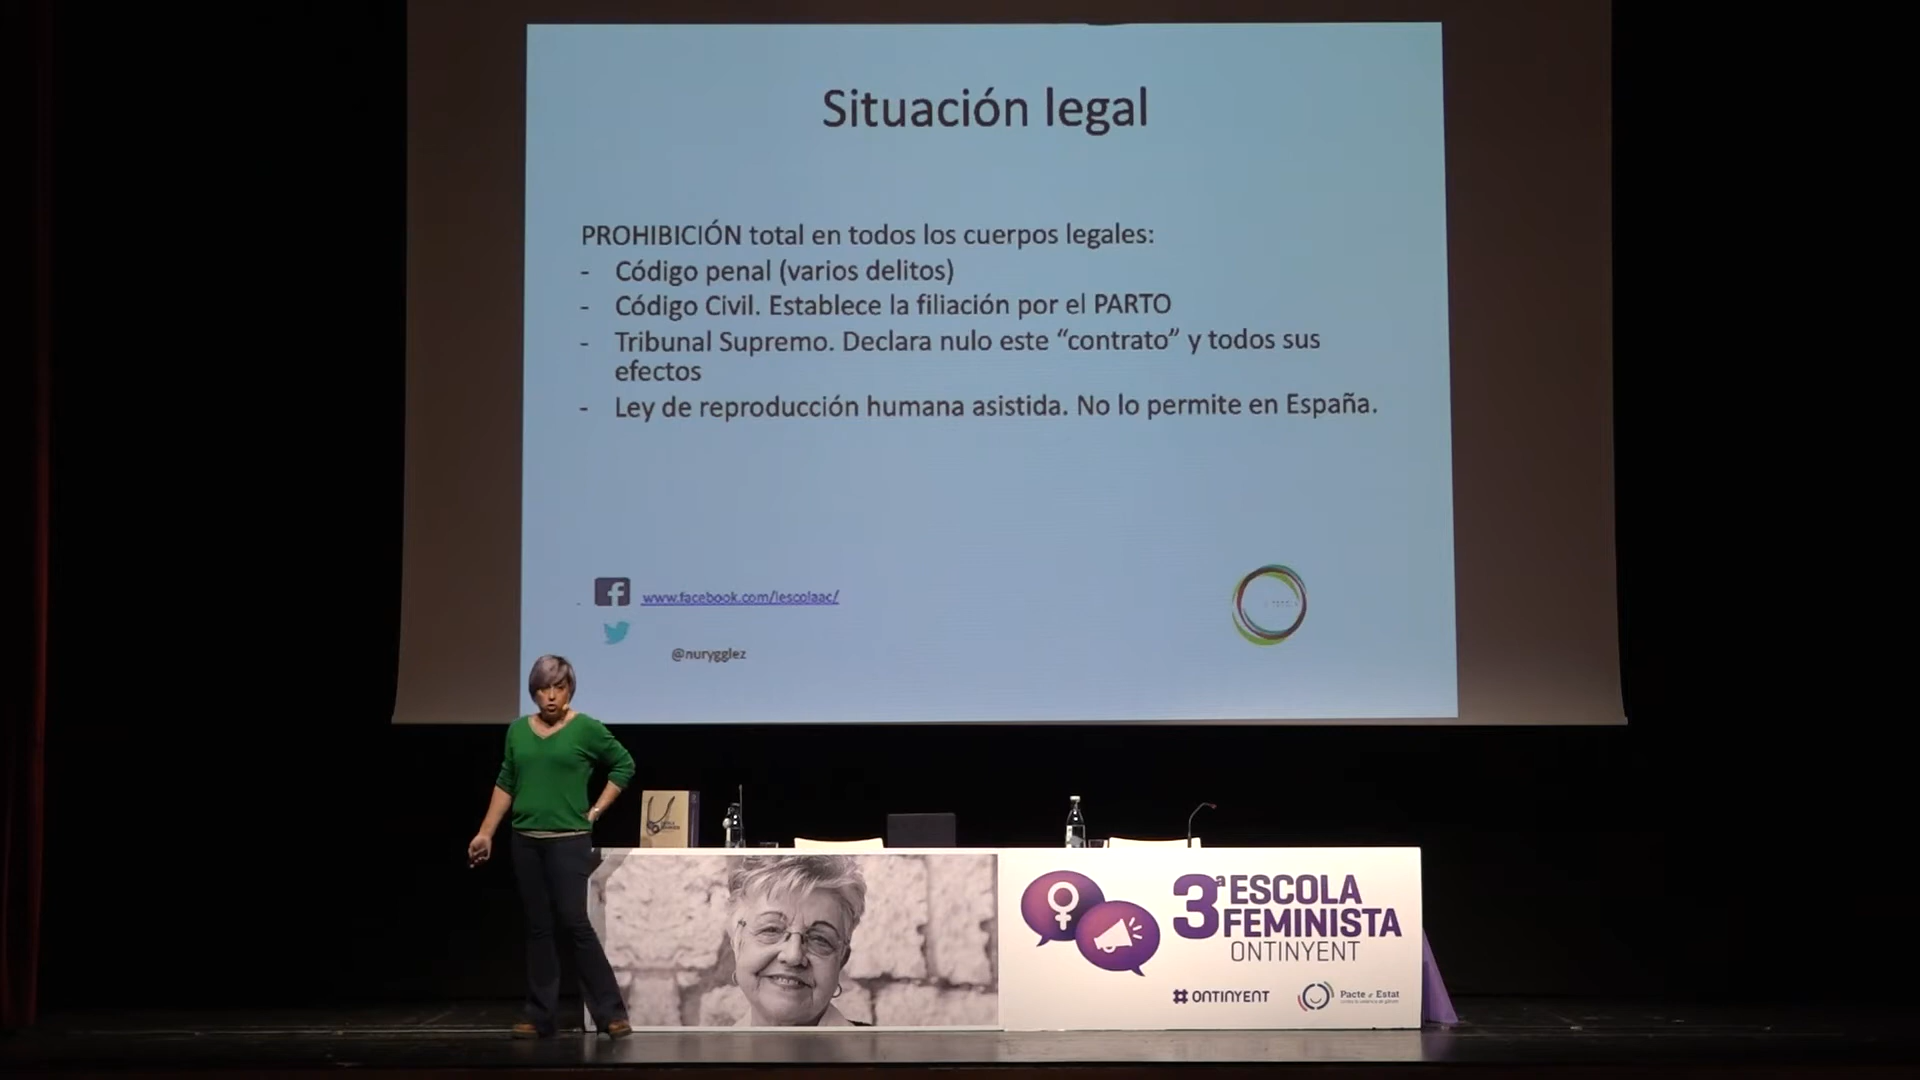 Situación legal
PROHIBICIÓN total en todos los cuerpos legales:
- Código penal (varios delitos)
- Código Civil. Establece la filiación por el PARTO
- Tribunal Supremo. Declara nulo este “contrato” y todos sus
efectos
- Ley de reproducción humana asistida. No lo permite en España.
www.facebook.com/lescolaac/
@nurygglez
3ª ESCOLA
FEMINISTA
ONTINYENT
ONTINYENT
Pacte d' Estat